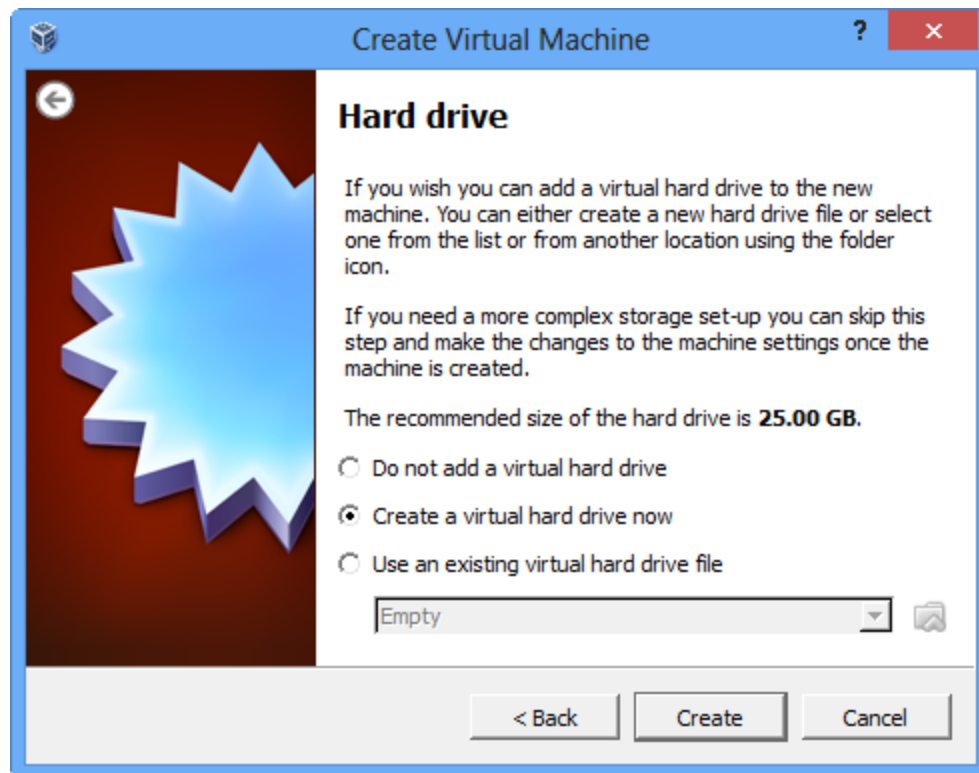 Create Virtual Machine
?
Hard drive
If you wish you can add a virtual hard drive to the new
machine. You can either create a new hard drive file or select
one from the list or from another location using the folder
icon.
If you need a more complex storage set-up you can skip this
step and make the changes to the machine settings once the
machine is created.
The recommended size of the hard drive is 25.00 GB.
Do not add a virtual hard drive
Create a virtual hard drive now
Use an existing virtual hard drive file
Empty
< Back Create Cancel